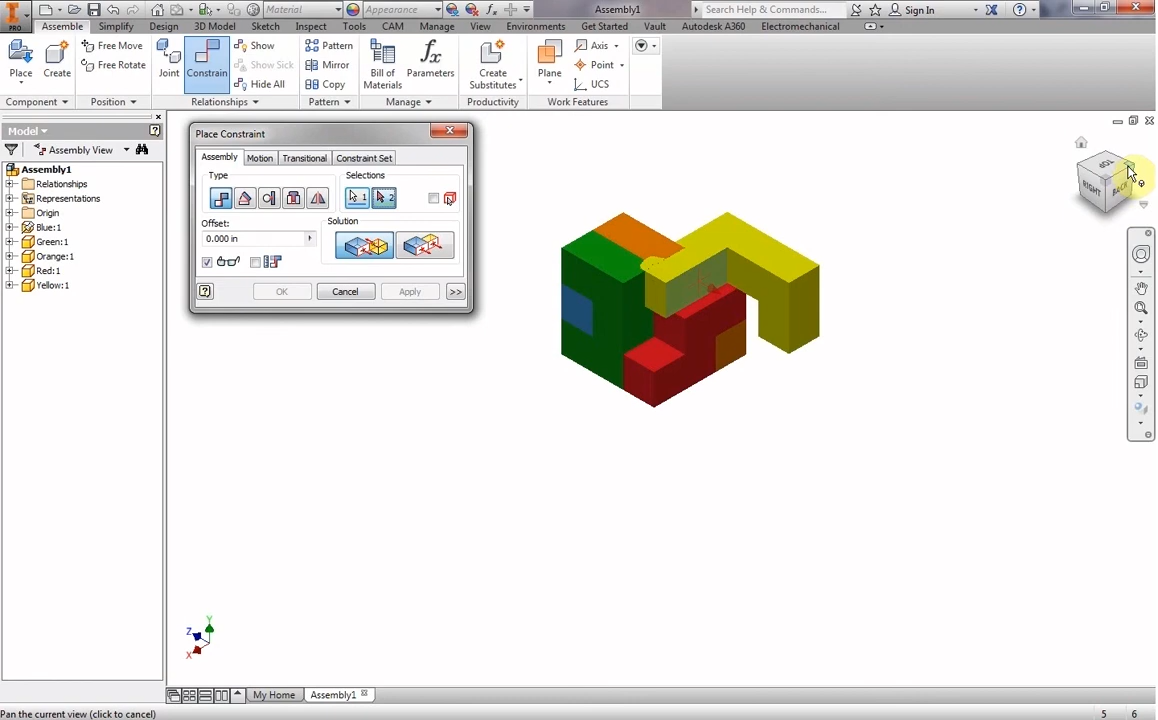 PRO
Material
Appearance
Assembly1
Search Help & Commands...
Sign In
Assemble Simplify Design 3D Model Sketch Inspect Tools CAM Manage View Environments Get Started Vault Autodesk A360 Electromechanical
Place
Create
Free Move
Free Rotate
Joint
Constrain
Show
Show Sick
Hide All
Pattern
Mirror
Copy
Bill of
Materials
Parameters
Create
Substitutes
Plane
Axis
Point
UCS
Component Position Relationships Pattern Manage Productivity Work Features
Model
Assembly View
Assembly1
Relationships
Representations
Origin
Blue:1
Green:1
Orange:1
Red:1
Yellow:1
Place Constraint
Assembly Motion Transitional Constraint Set
Type
Selections
1 2
Offset:
Solution
0.000 in
OK Cancel Apply >>
TOP
RIGHT
BACK
Y
Z
X
My Home Assembly1
Pan the current view (click to cancel)
5 6